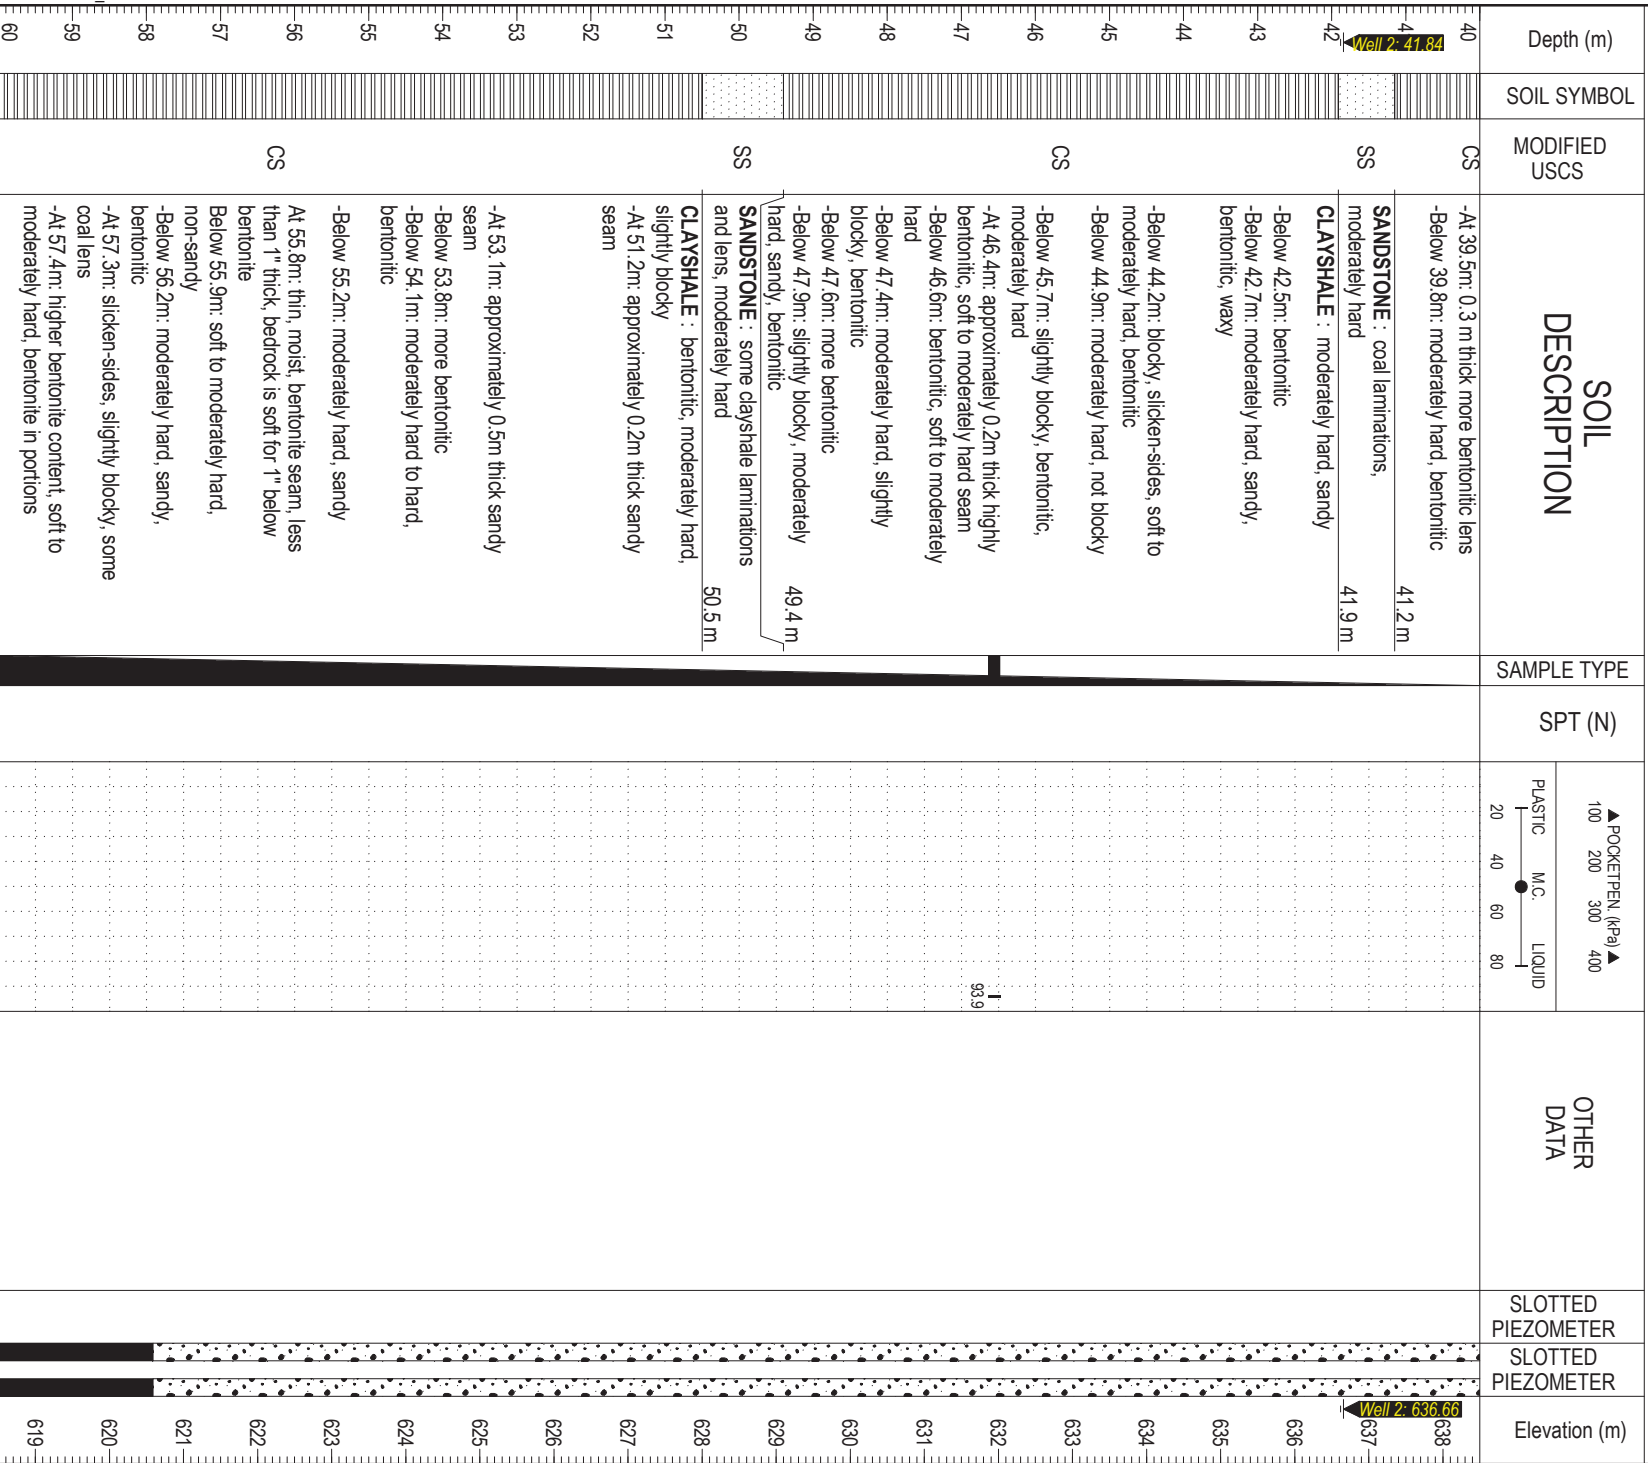 Depth (m)
SOIL SYMBOL
MODIFIED
USCS
SOIL
DESCRIPTION
SAMPLE TYPE
SPT (N)
▲ POCKETPEN. (kPa) ▲
100 200 300 400
PLASTIC M.C. LIQUID
20 40 60 80
OTHER
DATA
SLOTTED
PIEZOMETER
SLOTTED
PIEZOMETER
Elevation (m)
40
41
42
43
44
45
46
47
48
49
50
51
52
53
54
55
56
57
58
59
60
Well 2: 41.84
CS
SS
CS
SS
CS
-At 39.5m: 0.3 m thick more bentonitic lens
-Below 39.8m: moderately hard, bentonitic
41.2 m
SANDSTONE : coal laminations,
moderately hard
41.9 m
CLAYSHALE : moderately hard, sandy
-Below 42.5m: bentonitic
-Below 42.7m: moderately hard, sandy,
bentonitic, waxy
-Below 44.2m: blocky, slicken-sides, soft to
moderately hard, bentonitic
-Below 44.9m: moderately hard, not blocky
-Below 45.7m: slightly blocky, bentonitic,
moderately hard
-At 46.4m: approximately 0.2m thick highly
bentonitic, soft to moderately hard seam
-Below 46.6m: bentonitic, soft to moderately
hard
-Below 47.4m: moderately hard, slightly
blocky, bentonitic
-Below 47.6m: more bentonitic
-Below 47.9m: slightly blocky, moderately
hard, sandy, bentonitic
49.4 m
SANDSTONE : some clayshale laminations
and lens, moderately hard
50.5 m
CLAYSHALE : bentonitic, moderately hard,
slightly blocky
-At 51.2m: approximately 0.2m thick sandy
seam
-At 53.1m: approximately 0.5m thick sandy
seam
-Below 53.8m: more bentonitic
-Below 54.1m: moderately hard to hard,
bentonitic
-Below 55.2m: moderately hard, sandy
At 55.8m: thin, moist, bentonite seam, less
than 1" thick, bedrock is soft for 1" below
bentonite
Below 55.9m: soft to moderately hard,
non-sandy
-Below 56.2m: moderately hard, sandy,
bentonitic
-At 57.3m: slicken-sides, slightly blocky, some
coal lens
-At 57.4m: higher bentonite content, soft to
moderately hard, bentonite in portions
93.9
Well 2: 636.66
638
637
636
635
634
633
632
631
630
629
628
627
626
625
624
623
622
621
620
619